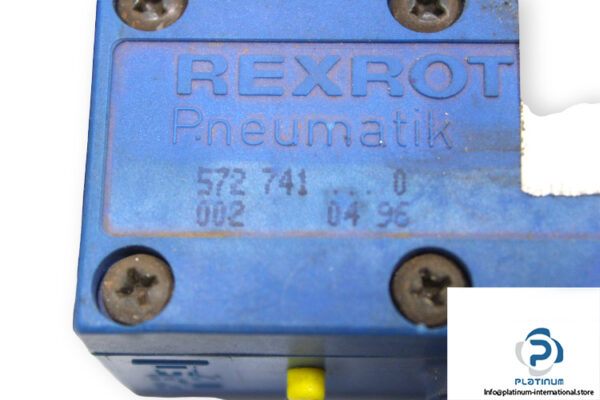 REXROT
Pneumatik
572 741 ... 0
002 04 96
PLATINUM
Info@platinum-international.store